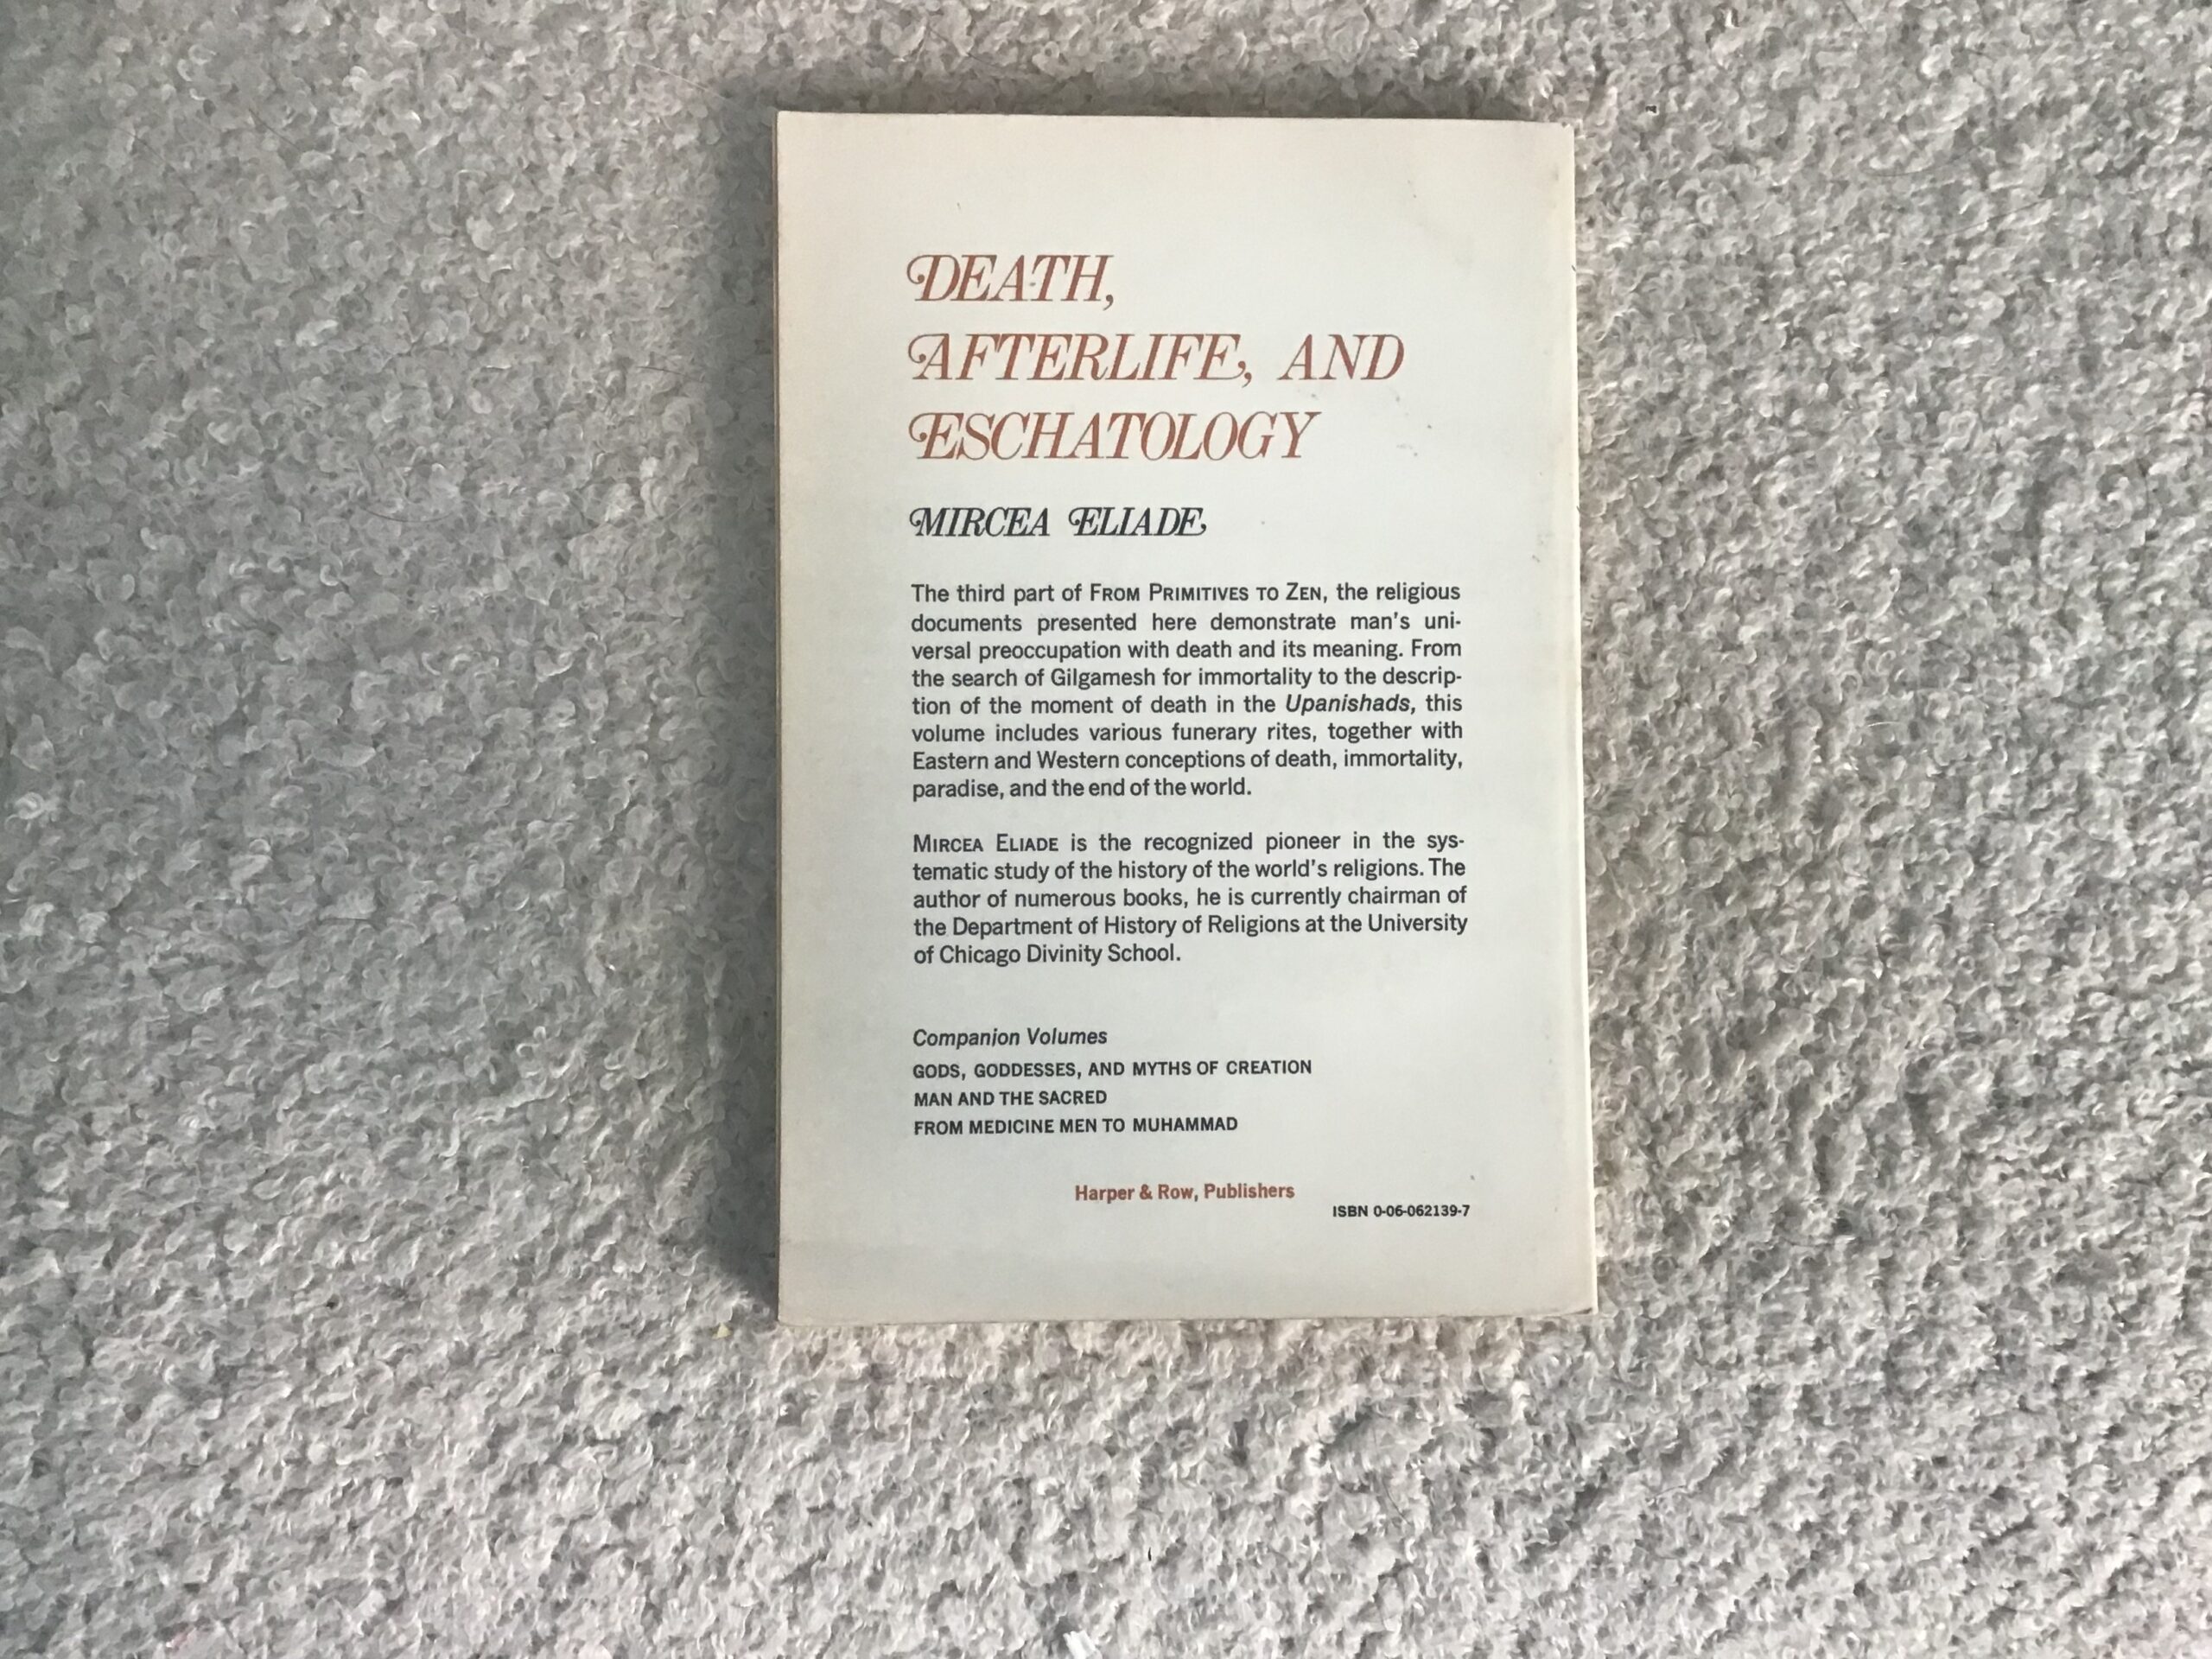 DEATH,
AFTERLIFE, AND
ESCHATOLOGY
MIRCEA ELIADE
The third part of FROM PRIMITIVES TO ZEN, the religious
documents presented here demonstrate man's uni-
versal preoccupation with death and its meaning. From
the search of Gilgamesh for immortality to the descrip-
tion of the moment of death in the Upanishads, this
volume includes various funerary rites, together with
Eastern and Western conceptions of death, immortality,
paradise, and the end of the world.
MIRCEA ELIADE is the recognized pioneer in the sys-
tematic study of the history of the world's religions. The
author of numerous books, he is currently chairman of
the Department of History of Religions at the University
of Chicago Divinity School.
Companion Volumes
GODS, GODDESSES, AND MYTHS OF CREATION
MAN AND THE SACRED
FROM MEDICINE MEN TO MUHAMMAD
Harper & Row, Publishers
ISBN 0-06-062139-7